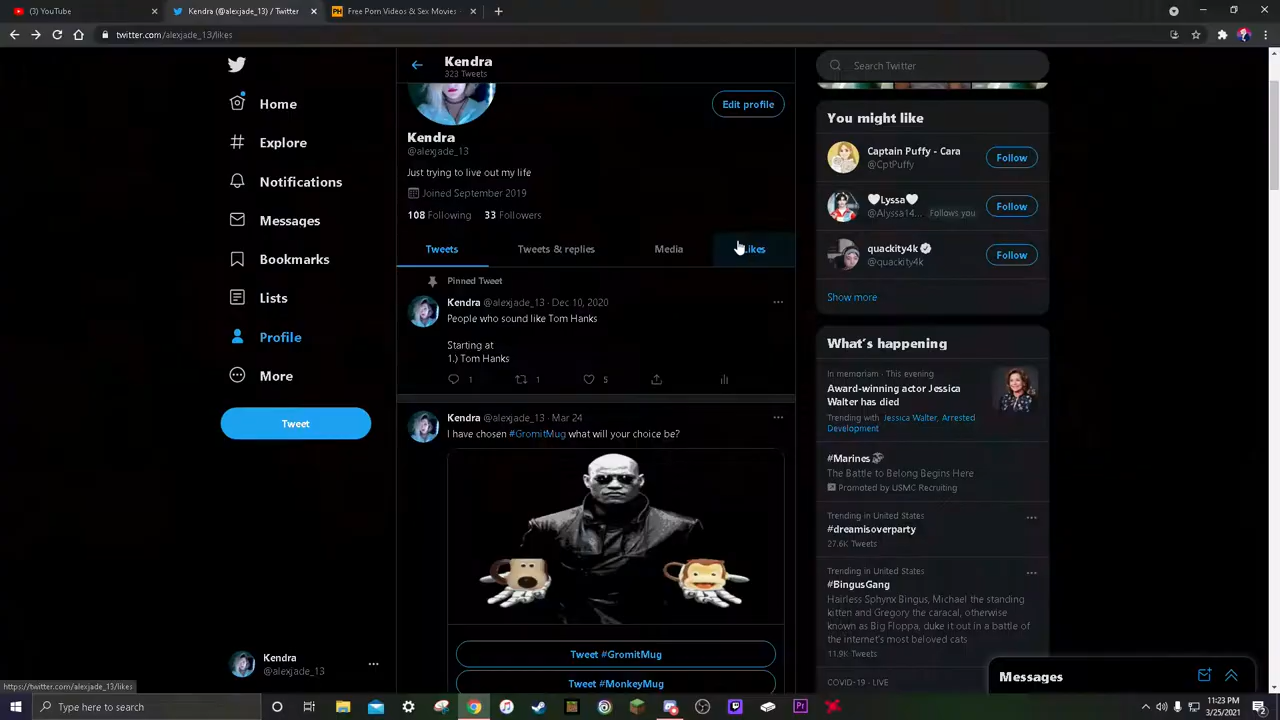 (1) YouTube
Kendra (@alexjade_13) / Twitter
Free Porn Videos & Sex Movies -
twitter.com/alexjade_13/likes
Home
Explore
Notifications
Messages
Bookmarks
Lists
Profile
More
Tweet
Kendra
@alexjade_13
https://twitter.com/alexjade_13/likes
Kendra
323 Tweets
Edit profile
Kendra
@alexjade_13
Just trying to live out my life
Joined September 2019
108 Following 33 Followers
Tweets
Tweets & replies
Media
Likes
Pinned Tweet
Kendra @alexjade_13 · Dec 10, 2020
People who sound like Tom Hanks
Starting at
1.) Tom Hanks
1 1 5
Kendra @alexjade_13 · Mar 24
I have chosen #GromitMug what will your choice be?
Tweet #GromitMug
Tweet #MonkeyMug
Search Twitter
You might like
Captain Puffy - Cara
@CptPuffy
Follow
🤍Lyssa🤍
@Alyssa14... Follows you
Follow
quackity4k
@quackity4k
Follow
Show more
What's happening
In memoriam · This evening
Award-winning actor Jessica
Walter has died
Trending with Jessica Walter, Arrested
Development
#Marines
The Battle to Belong Begins Here
Promoted by USMC Recruiting
Trending in United States
#dreamisoverparty
27.6K Tweets
Trending in United States
#BingusGang
Hairless Sphynx Bingus, Michael the standing
kitten and Gregory the caracal, otherwise
known as Big Floppa, duke it out in a battle of
the internet's most beloved cats
11.9K Tweets
COVID-19 · LIVE
Messages
Type here to search
11:23 PM
3/25/2021